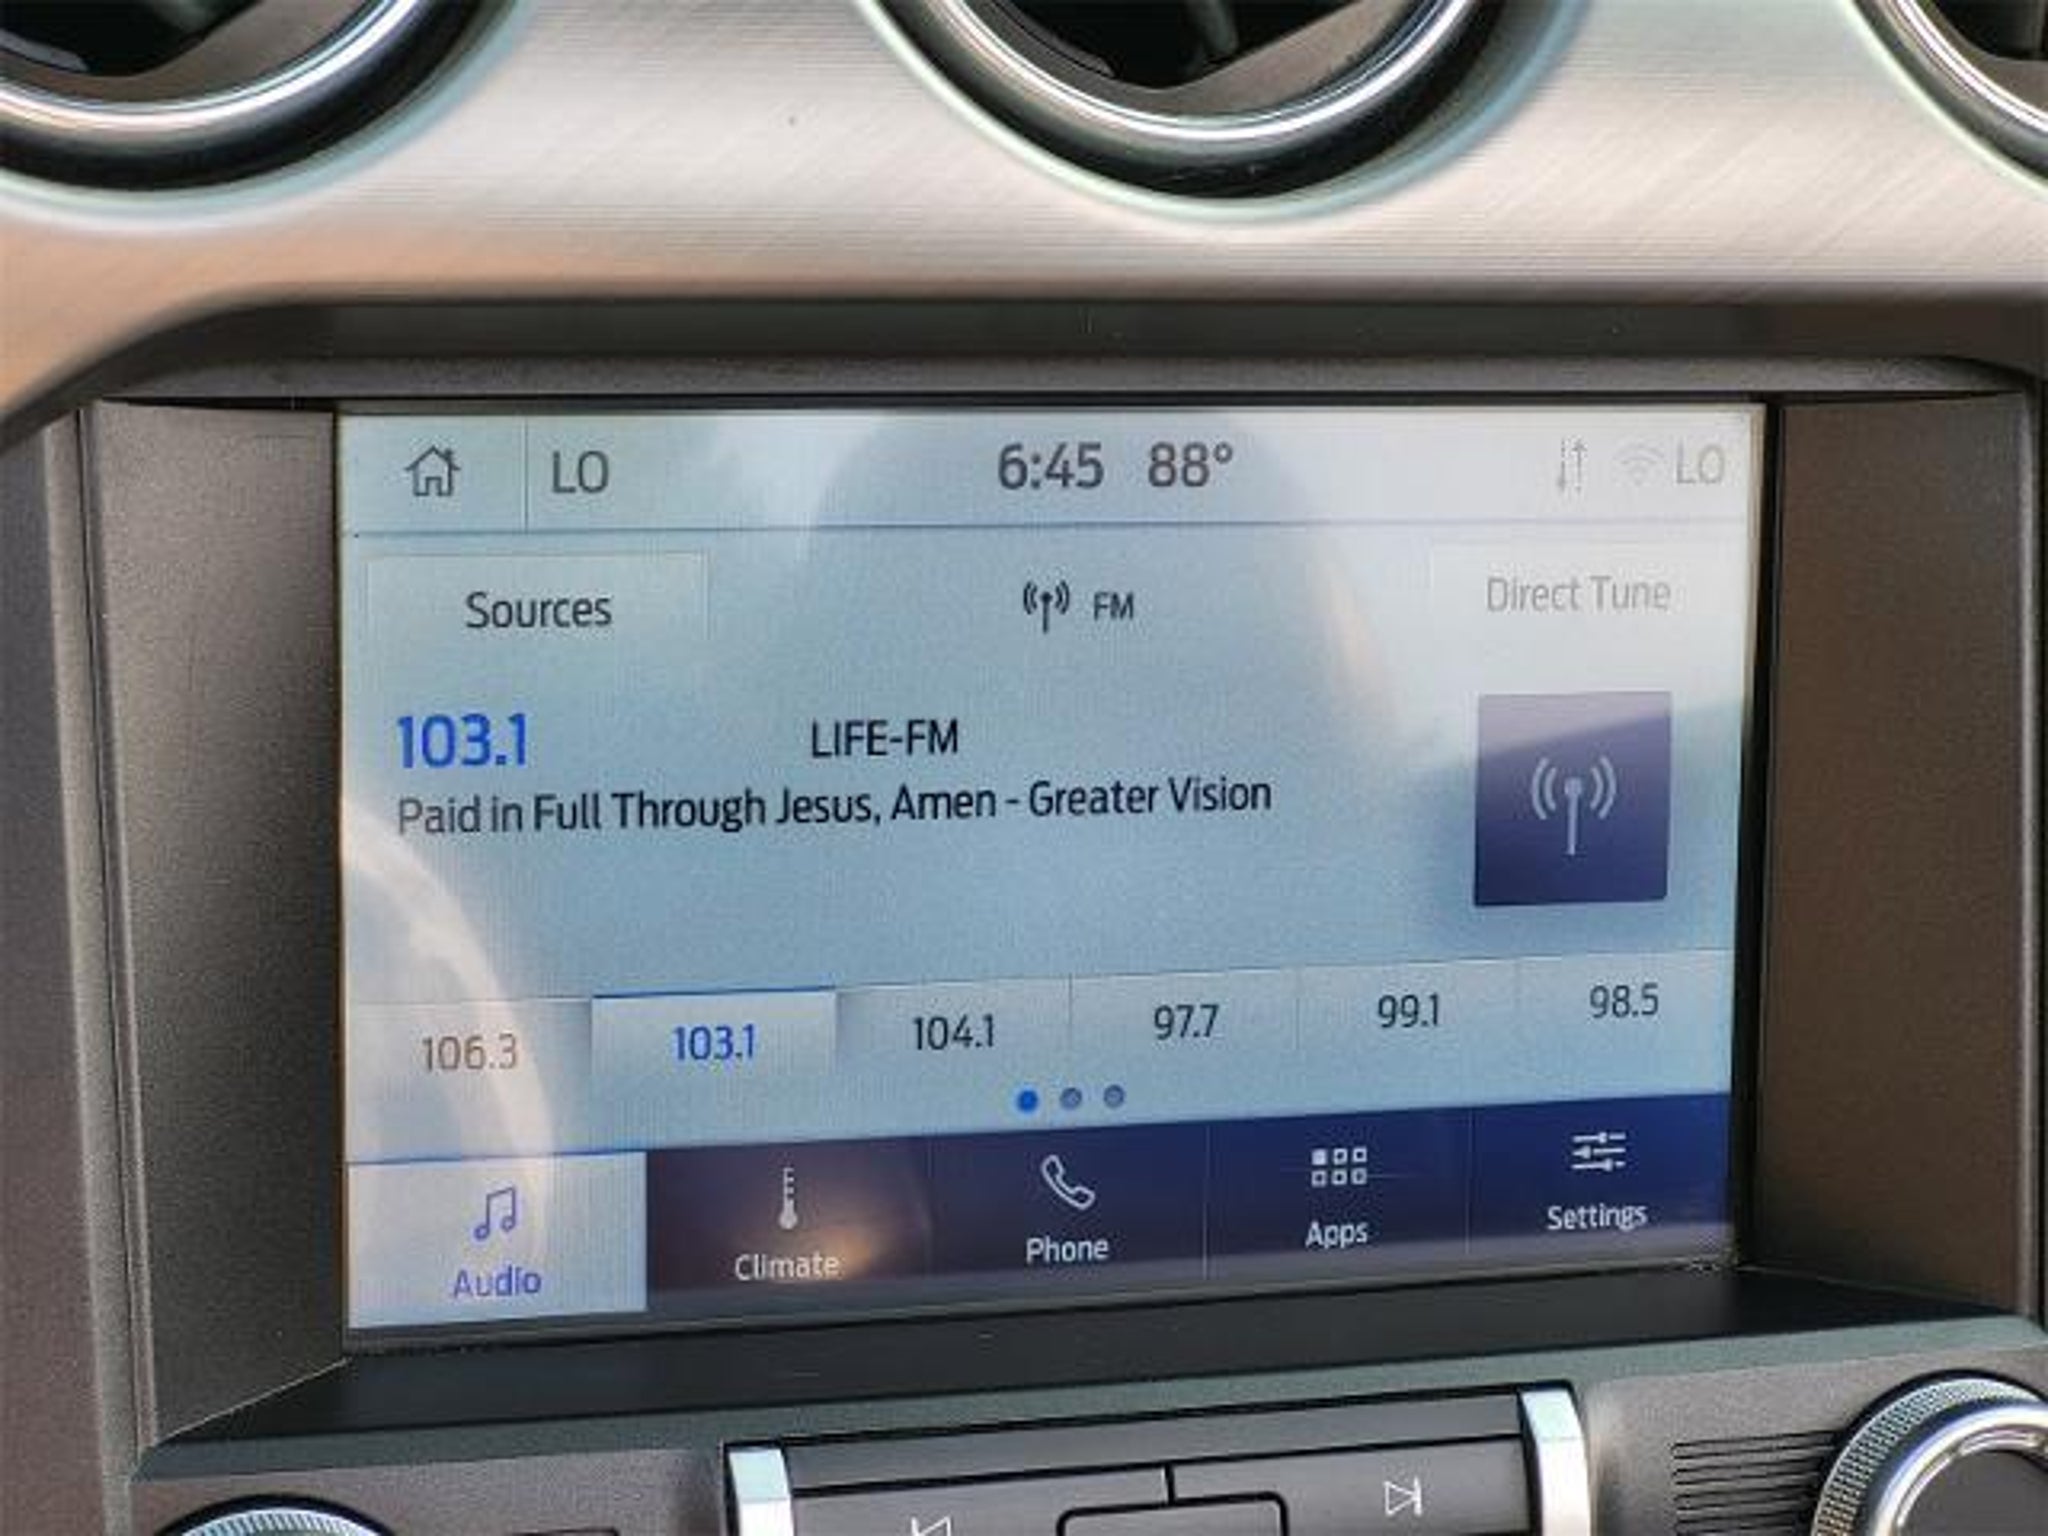 LO 6:45 88° LO
Sources FM Direct Tune
103.1 LIFE-FM
Paid in Full Through Jesus, Amen - Greater Vision
106.3 103.1 104.1 97.7 99.1 98.5
Audio Climate Phone Apps Settings